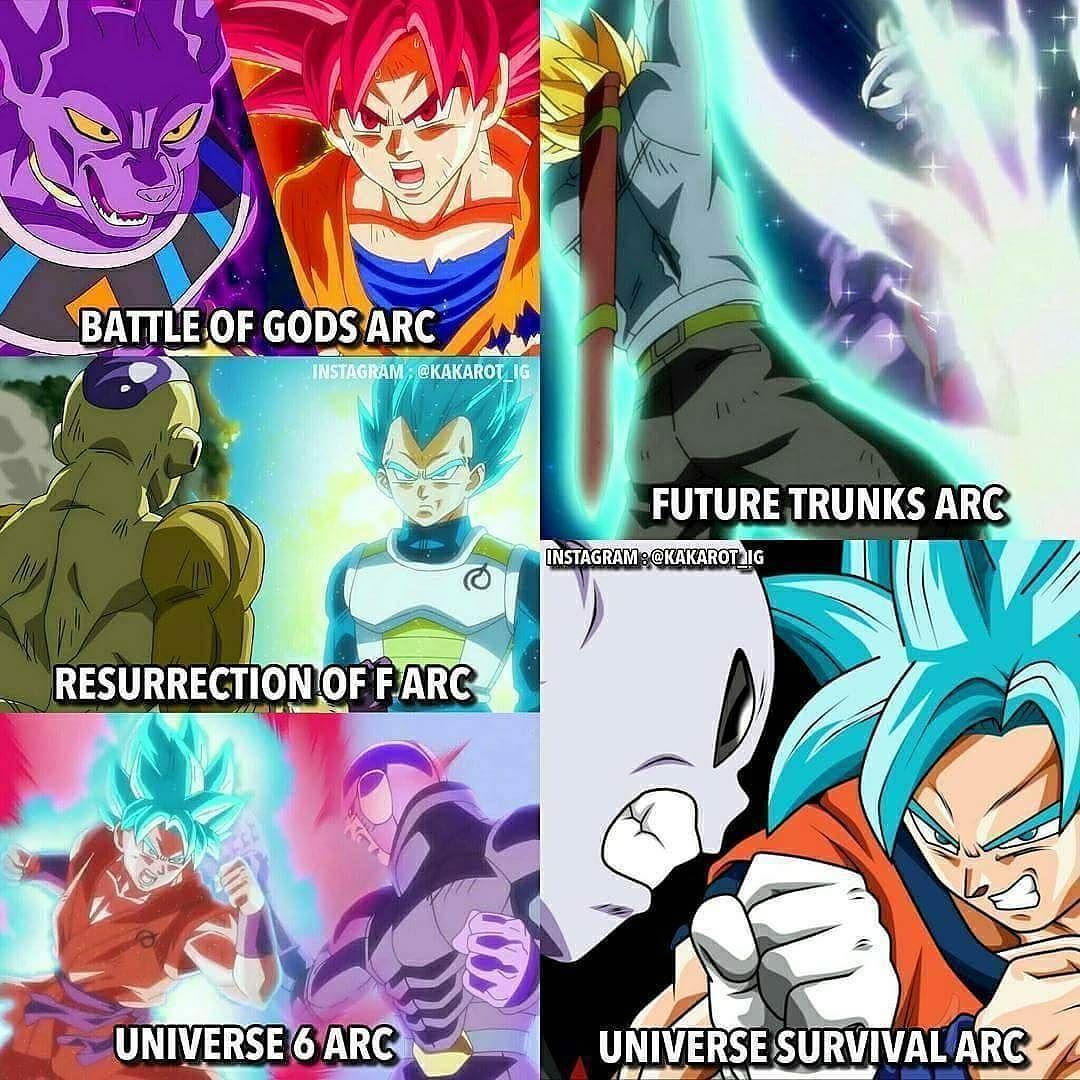 BATTLE OF GODS ARC
INSTAGRAM : @KAKAROT_IG
RESURRECTION OF F ARC
UNIVERSE 6 ARC
FUTURE TRUNKS ARC
INSTAGRAM : @KAKAROT_IG
UNIVERSE SURVIVAL ARC